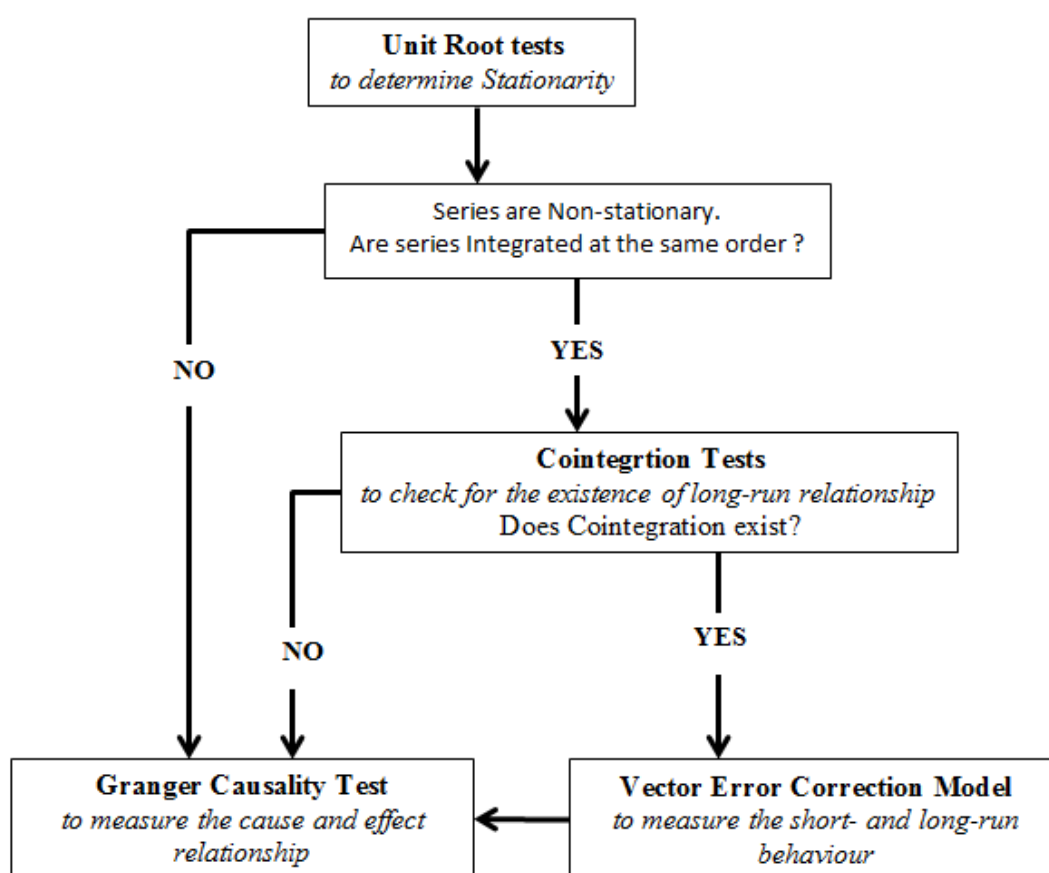 Unit Root tests
to determine Stationarity
Series are Non-stationary.
Are series Integrated at the same order ?
NO
YES
Cointegrtion Tests
to check for the existence of long-run relationship
Does Cointegration exist?
NO
YES
Granger Causality Test
to measure the cause and effect
relationship
Vector Error Correction Model
to measure the short- and long-run
behaviour